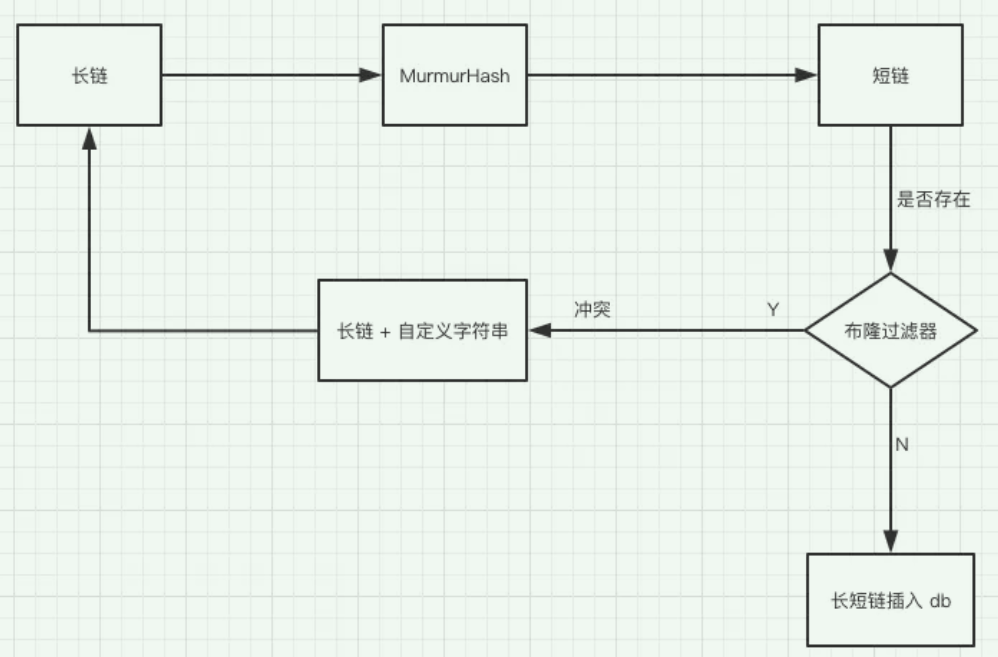 长链
MurmurHash
短链
是否存在
冲突
Y
长链 + 自定义字符串
布隆过滤器
N
长短链插入 db